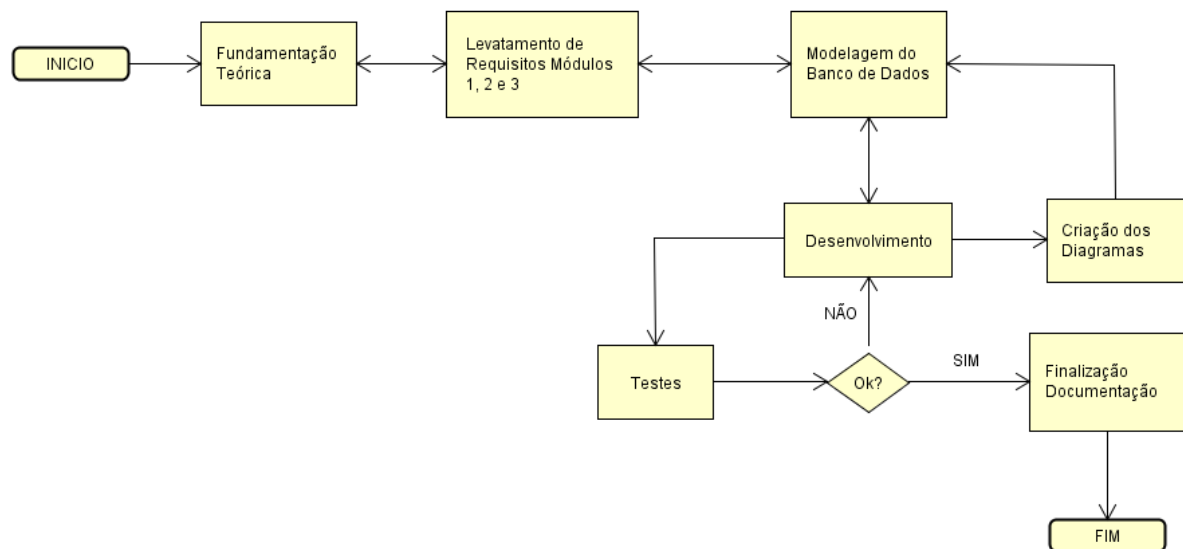 INICIO
Fundamentação
Teórica
Levatamento de
Requisitos Módulos
1, 2 e 3
Modelagem do
Banco de Dados
Desenvolvimento
Criação dos
Diagramas
NÃO
Testes
Ok?
SIM
Finalização
Documentação
FIM